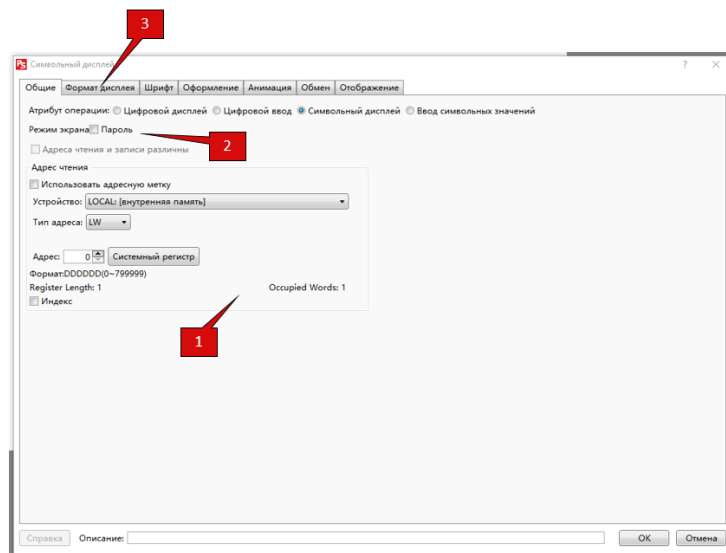 3
PS Символьный дисплей
? ×
Общие Формат дисплея Шрифт Оформление Анимация Обмен Отображение
Атрибут операции: Цифровой дисплей Цифровой ввод Символьный дисплей Ввод символьных значений
Режим экрана Пароль
2
Адреса чтения и записи различны
Адрес чтения
Использовать адресную метку
Устройство: LOCAL: [внутренняя память]
Тип адреса: LW
Адрес: 0 Системный регистр
Формат:DDDDDD(0~799999)
Register Length: 1 Occupied Words: 1
Индекс
1
Справка Описание: OK Отмена